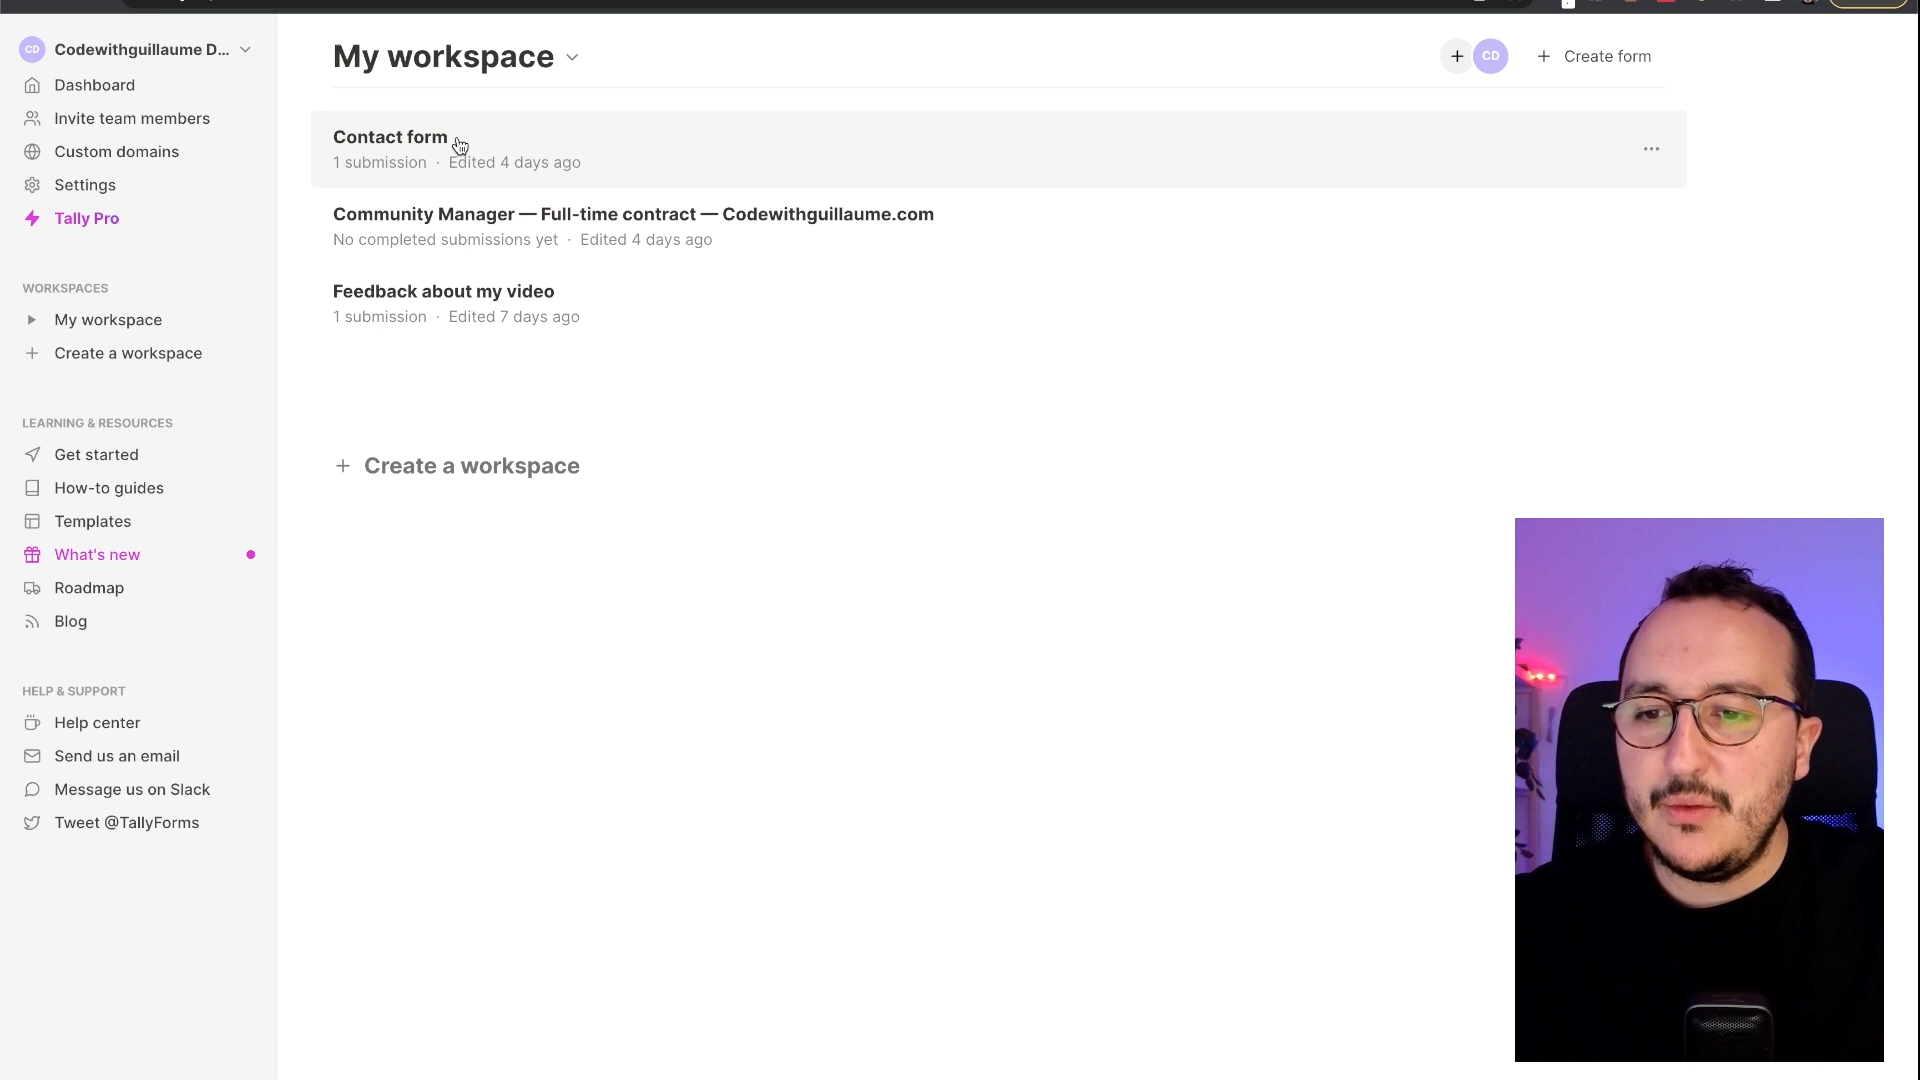 CD Codewithguillaume D...
Dashboard
Invite team members
Custom domains
Settings
Tally Pro
WORKSPACES
My workspace
Create a workspace
LEARNING & RESOURCES
Get started
How-to guides
Templates
What's new
Roadmap
Blog
HELP & SUPPORT
Help center
Send us an email
Message us on Slack
Tweet @TallyForms
My workspace
CD
Create form
Contact form
1 submission · Edited 4 days ago
Community Manager — Full-time contract — Codewithguillaume.com
No completed submissions yet · Edited 4 days ago
Feedback about my video
1 submission · Edited 7 days ago
Create a workspace